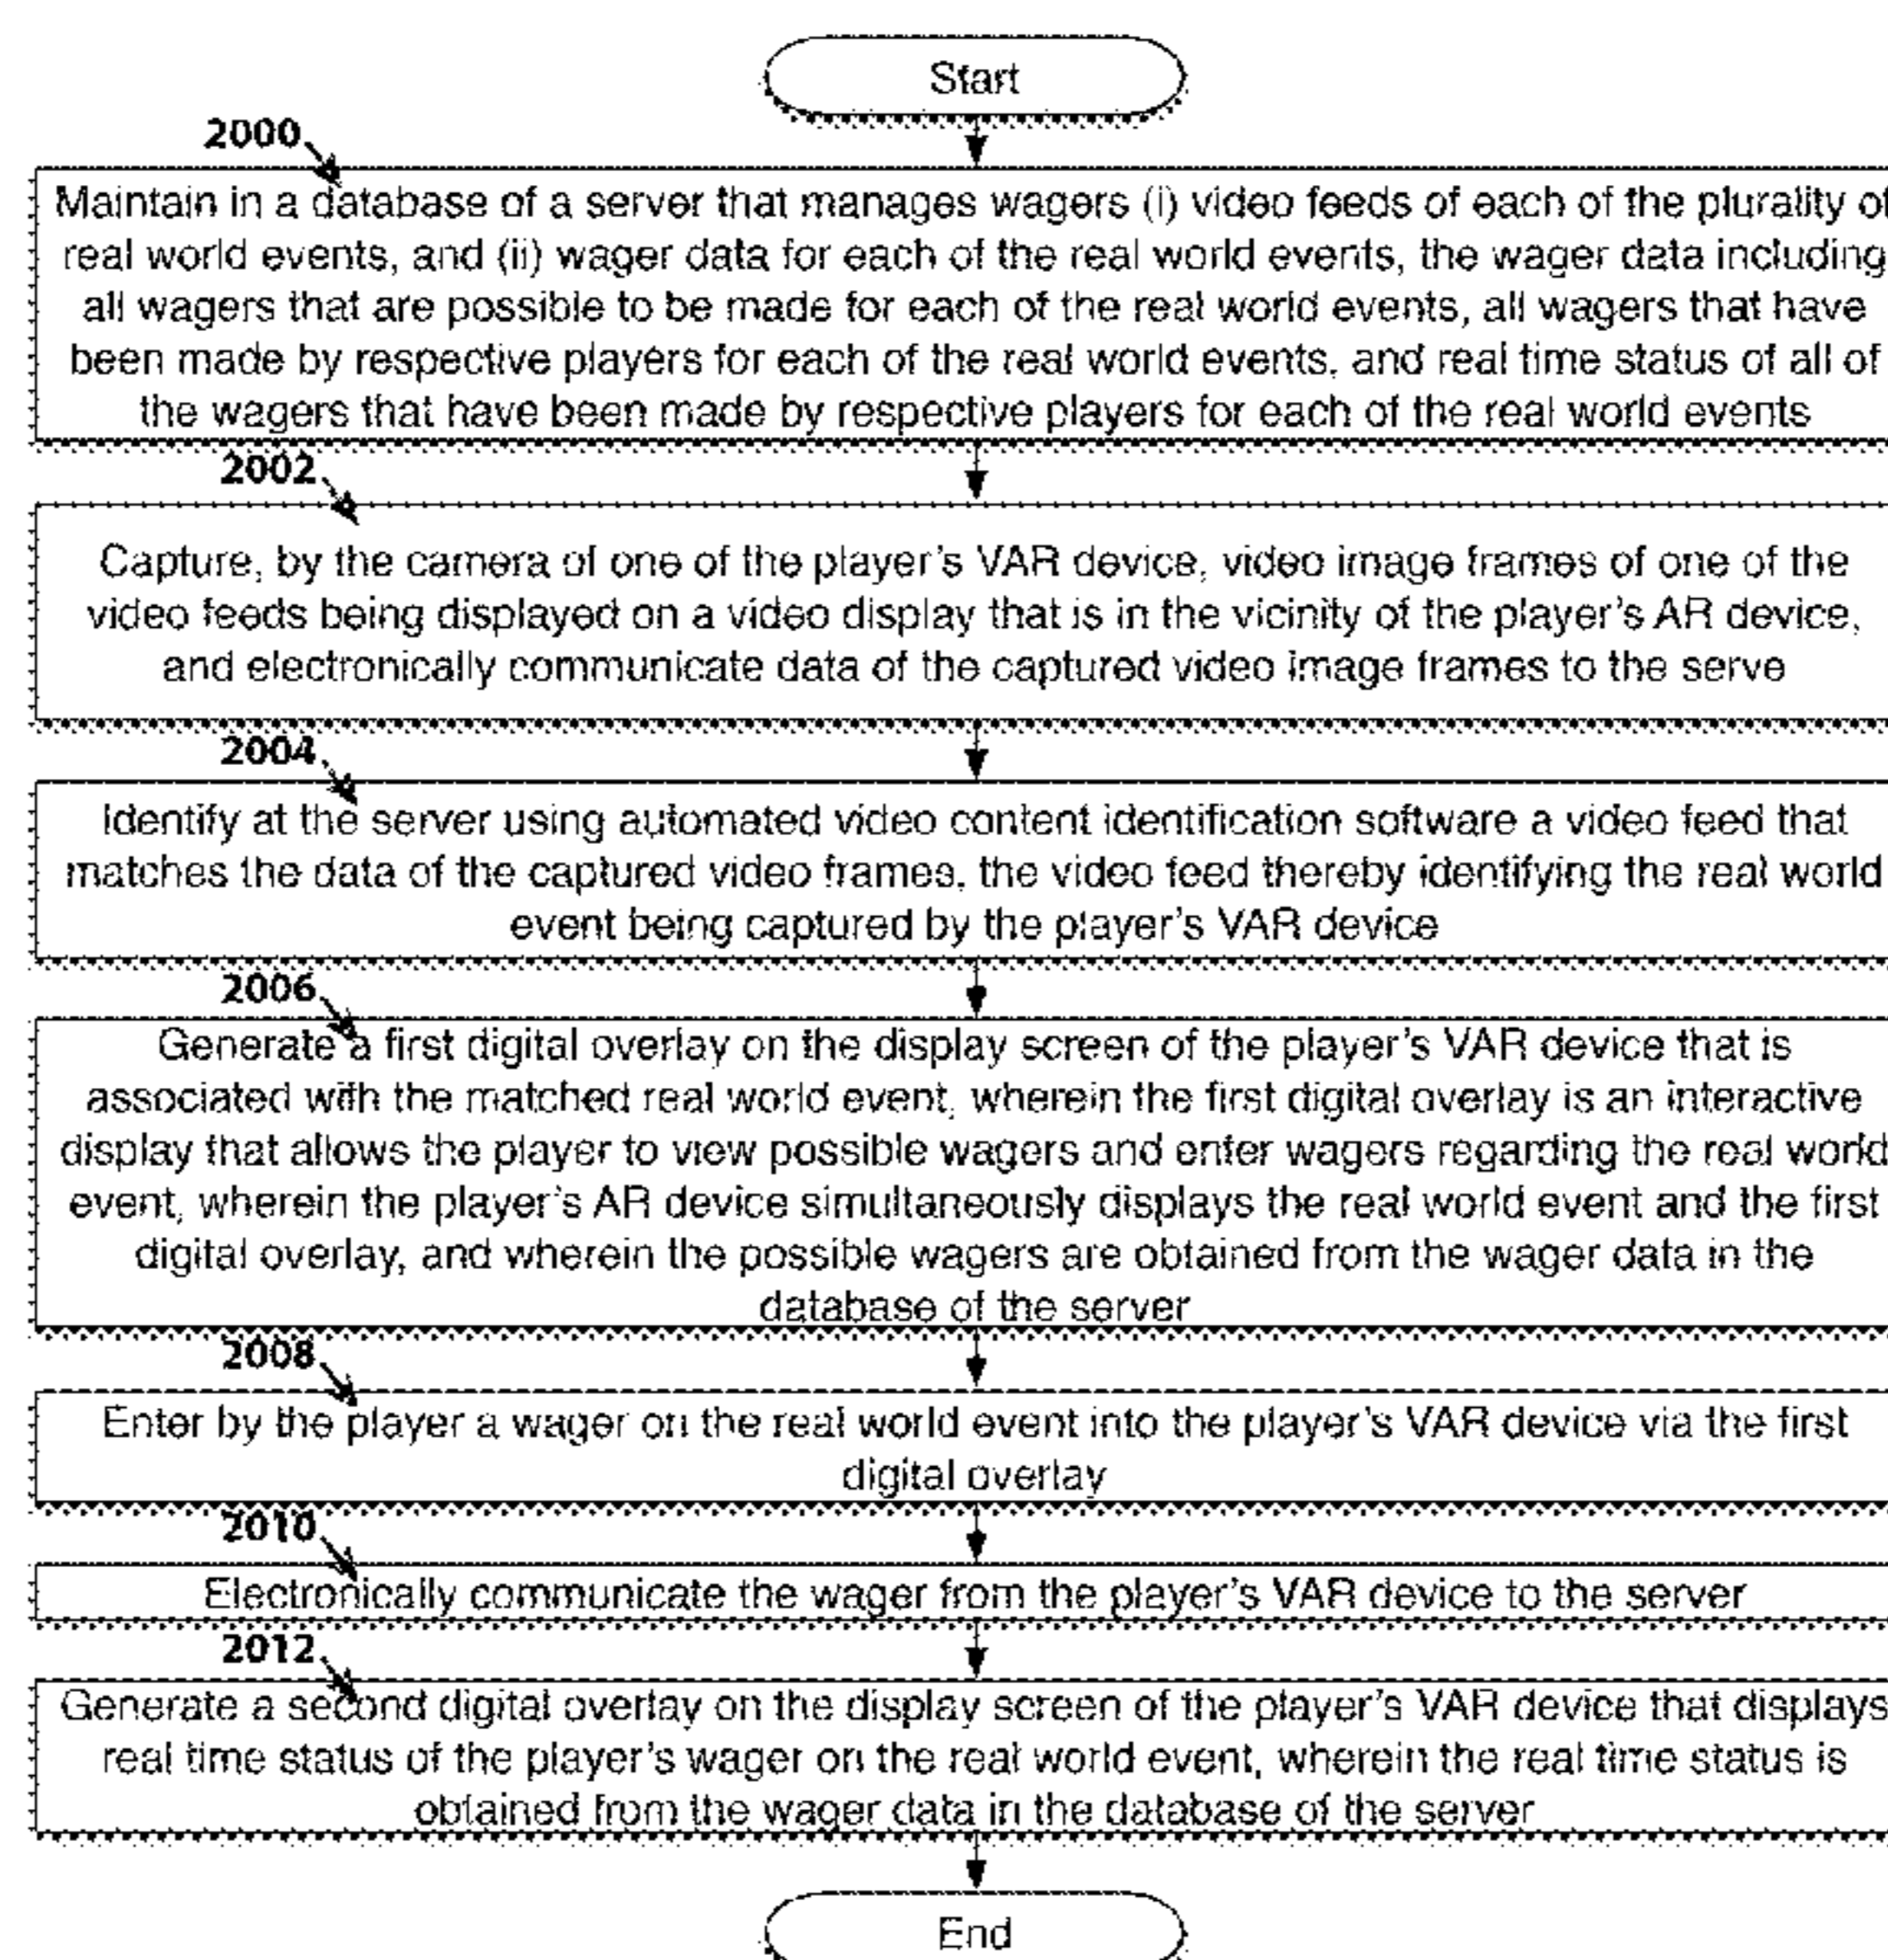 Start
2000
Maintain in a database of a server that manages wagers (i) video feeds of each of the plurality of
real world events, and (ii) wager data for each of the real world events, the wager data including
all wagers that are possible to be made for each of the real world events, all wagers that have
been made by respective players for each of the real world events, and real time status of all of
the wagers that have been made by respective players for each of the real world events
2002
Capture, by the camera of one of the player's VAR device, video image frames of one of the
video feeds being displayed on a video display that is in the vicinity of the player's AR device,
and electronically communicate data of the captured video image frames to the serve
2004
Identify at the server using automated video content identification software a video feed that
matches the data of the captured video frames, the video feed thereby identifying the real world
event being captured by the player's VAR device
2006
Generate a first digital overlay on the display screen of the player's VAR device that is
associated with the matched real world event, wherein the first digital overlay is an interactive
display that allows the player to view possible wagers and enter wagers regarding the real world
event, wherein the player's AR device simultaneously displays the real world event and the first
digital overlay, and wherein the possible wagers are obtained from the wager data in the
database of the server
2008
Enter by the player a wager on the real world event into the player's VAR device via the first
digital overlay
2010
Electronically communicate the wager from the player's VAR device to the server
2012
Generate a second digital overlay on the display screen of the player's VAR device that displays
real time status of the player's wager on the real world event, wherein the real time status is
obtained from the wager data in the database of the server
End